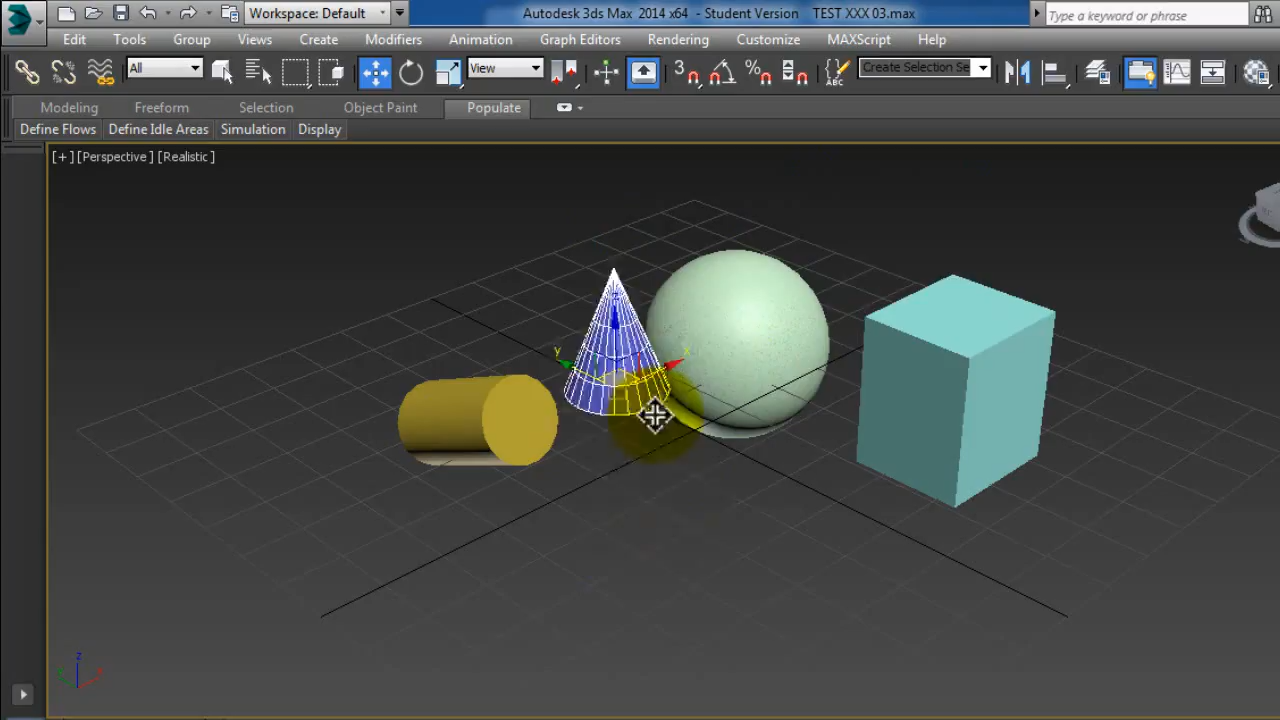 Workspace: Default
Autodesk 3ds Max 2014 x64 - Student Version TEST XXX 03.max
Type a keyword or phrase
Edit Tools Group Views Create Modifiers Animation Graph Editors Rendering Customize MAXScript Help
All
View
3
%
ABC
Create Selection Se
Modeling Freeform Selection Object Paint Populate
Define Flows Define Idle Areas Simulation Display
[+] [Perspective] [Realistic]
z
y x
z